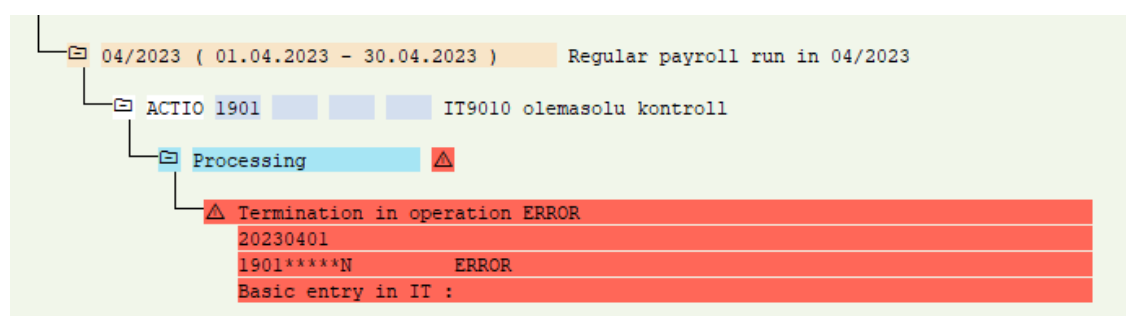 04/2023 ( 01.04.2023 - 30.04.2023 ) Regular payroll run in 04/2023
ACTIO 1901 IT9010 olemasolu kontroll
Processing
Termination in operation ERROR
20230401
1901*****N ERROR
Basic entry in IT :